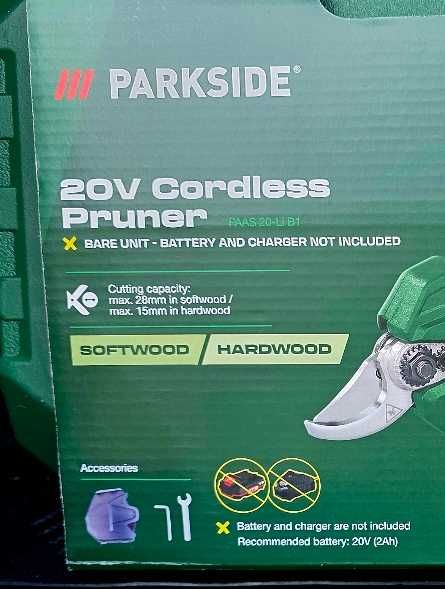 PARKSIDE®
20V Cordless
Pruner PAAS 20-Li B1
BARE UNIT - BATTERY AND CHARGER NOT INCLUDED
Cutting capacity:
max. 28mm in softwood /
max. 15mm in hardwood
SOFTWOOD / HARDWOOD
Accessories
Battery and charger are not included
Recommended battery: 20V (2Ah)